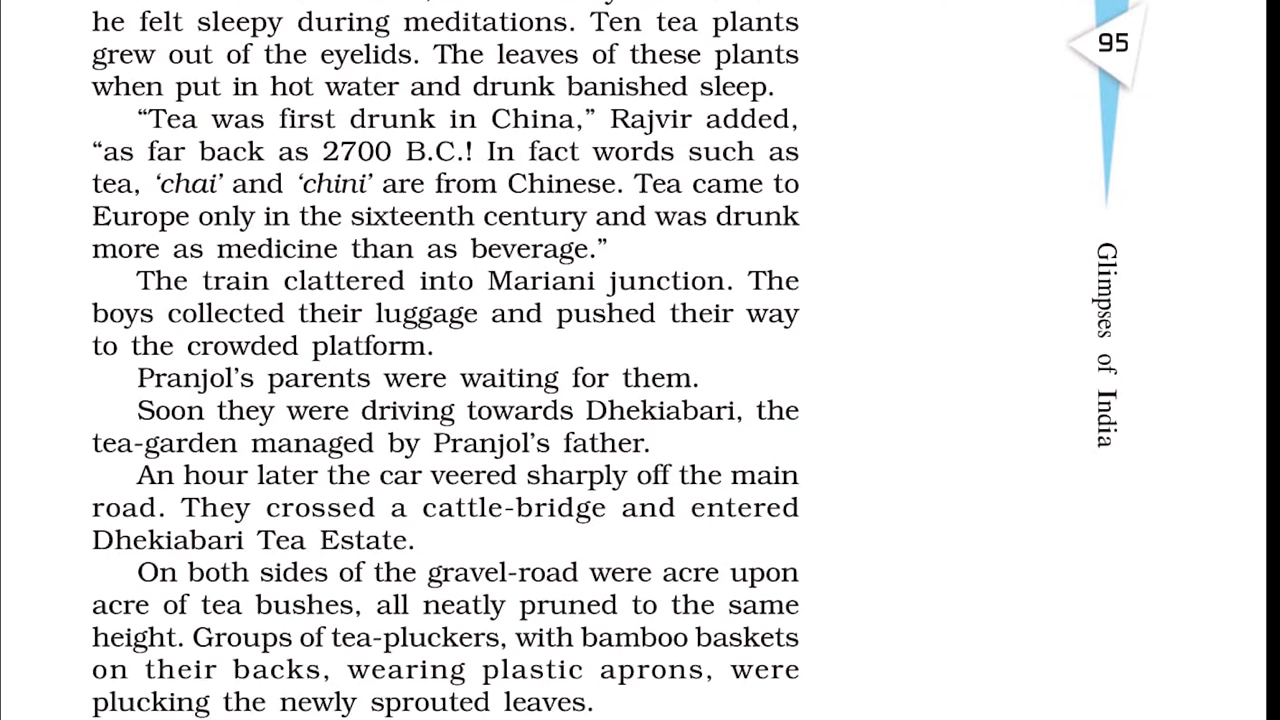 he felt sleepy during meditations. Ten tea plants
grew out of the eyelids. The leaves of these plants
when put in hot water and drunk banished sleep.
“Tea was first drunk in China,” Rajvir added,
“as far back as 2700 B.C.! In fact words such as
tea, ‘chai’ and ‘chini’ are from Chinese. Tea came to
Europe only in the sixteenth century and was drunk
more as medicine than as beverage.”
The train clattered into Mariani junction. The
boys collected their luggage and pushed their way
to the crowded platform.
Pranjol’s parents were waiting for them.
Soon they were driving towards Dhekiabari, the
tea-garden managed by Pranjol’s father.
An hour later the car veered sharply off the main
road. They crossed a cattle-bridge and entered
Dhekiabari Tea Estate.
On both sides of the gravel-road were acre upon
acre of tea bushes, all neatly pruned to the same
height. Groups of tea-pluckers, with bamboo baskets
on their backs, wearing plastic aprons, were
plucking the newly sprouted leaves.
95
Glimpses of India